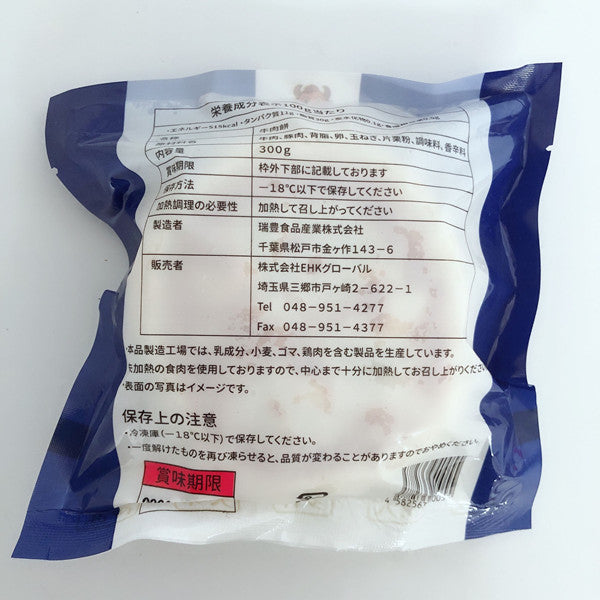 栄養成分表示100g当たり
・エネルギー518kcal・タンパク質
名称 牛肉餅
牛肉、豚肉、背脂、卵、玉ねぎ、片栗粉、調味料、香辛料
内容量 300g
賞味期限 枠外下部に記載しております
保存方法 －18℃以下で保存してください
加熱調理の必要性 加熱して召し上がってください
製造者 瑞豊食品産業株式会社
千葉県松戸市金ケ作143－6
販売者 株式会社EHKグローバル
埼玉県三郷市戸ヶ崎2－622－1
Tel 048-951-4277
Fax 048-951-4377
・本品製造工場では、乳成分、小麦、ゴマ、鶏肉を含む製品を生産しています。
未加熱の食肉を使用しておりますので、中心まで十分に加熱してお召し上がりくださ
・表面の写真はイメージです。
保存上の注意
・冷凍庫(－18℃以下)で保存してください。
・一度解けたものを再び凍らせると、品質が変わることがありますのでおやめください
賞味期限
4 582567